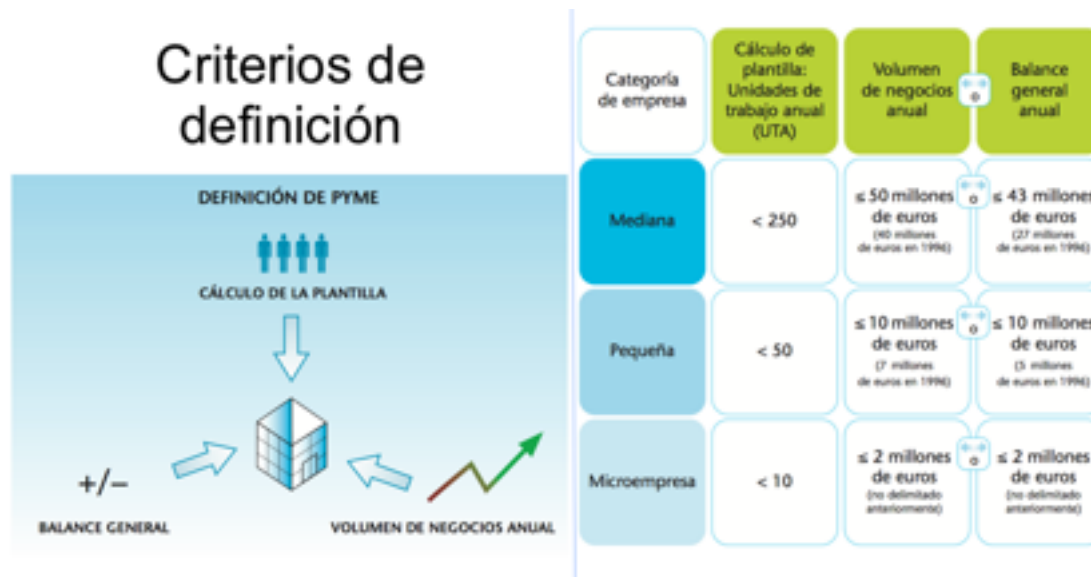 Criterios de
definición
DEFINICIÓN DE PYME
CÁLCULO DE LA PLANTILLA
+/−
BALANCE GENERAL
VOLUMEN DE NEGOCIOS ANUAL
Categoría
de empresa
Cálculo de
plantilla:
Unidades de
trabajo anual
(UTA)
Volumen
de negocios
anual
o
Balance
general
anual
Mediana
< 250
≤ 50 millones
de euros
(40 millones
de euros en 1996)
o
≤ 43 millones
de euros
(27 millones
de euros en 1996)
Pequeña
< 50
≤ 10 millones
de euros
(7 millones
de euros en 1996)
o
≤ 10 millones
de euros
(5 millones
de euros en 1996)
Microempresa
< 10
≤ 2 millones
de euros
(no delimitado
anteriormente)
o
≤ 2 millones
de euros
(no delimitado
anteriormente)